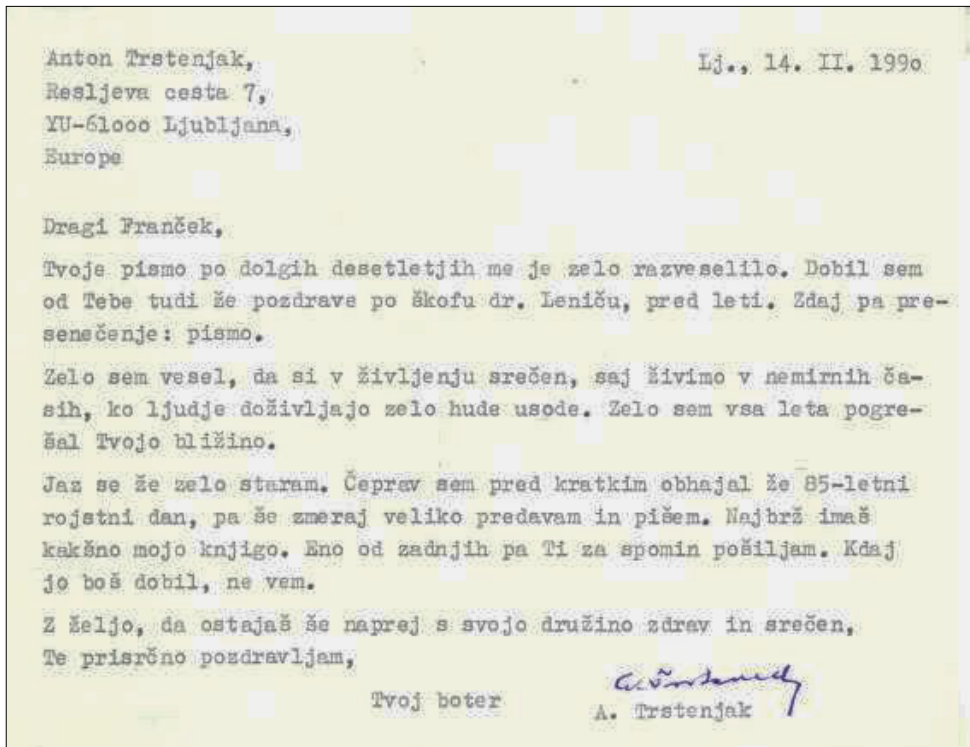 Anton Trstenjak,
Lj., 14. II. 199o
Resljeva cesta 7,
YU-61ooo Ljubljana,
Europe
Dragi Franček,
Tvoje pismo po dolgih desetletjih me je zelo razveselilo. Dobil sem
od Tebe tudi že pozdrave po škofu dr. Leniču, pred leti. Zdaj pa pre-
senečenje: pismo.
Zelo sem vesel, da si v življenju srečen, saj živimo v nemirnih ča-
sih, ko ljudje doživljajo zelo hude usode. Zelo sem vsa leta pogre-
šal Tvojo bližino.
Jaz se že zelo staram. Čeprav sem pred kratkim obhajal že 85-letni
rojstni dan, pa še zmeraj veliko predavam in pišem. Najbrž imaš
kakšno mojo knjigo. Eno od zadnjih pa Ti za spomin pošiljam. Kdaj
jo boš dobil, ne vem.
Z željo, da ostajaš še naprej s svojo družino zdrav in srečen,
Te prisrčno pozdravljam,
Tvoj boter
A. Trstenjak